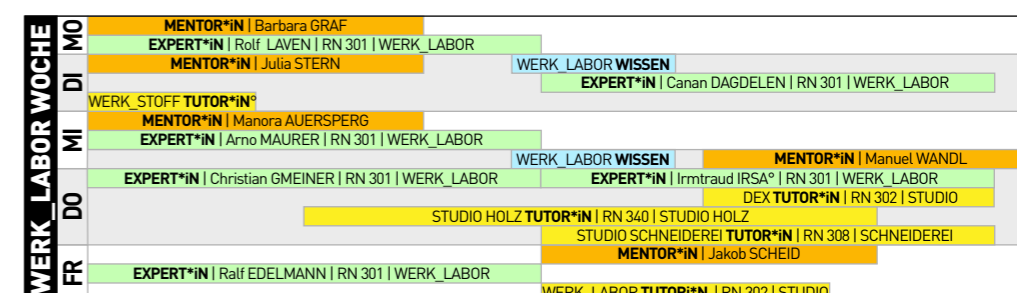 WERK_LABOR WOCHE
MO
MENTOR*iN | Barbara GRAF
EXPERT*iN | Rolf LAVEN | RN 301 | WERK_LABOR
DI
MENTOR*iN | Julia STERN
WERK_LABOR WISSEN
EXPERT*iN | Canan DAGDELEN | RN 301 | WERK_LABOR
WERK_STOFF TUTOR*iN°
MI
MENTOR*iN | Manora AUERSPERG
EXPERT*iN | Arno MAURER | RN 301 | WERK_LABOR
WERK_LABOR WISSEN
MENTOR*iN | Manuel WANDL
DO
EXPERT*iN | Christian GMEINER | RN 301 | WERK_LABOR
EXPERT*iN | Irmtraud IRSA° | RN 301 | WERK_LABOR
DEX TUTOR*iN | RN 302 | STUDIO
STUDIO HOLZ TUTOR*iN | RN 340 | STUDIO HOLZ
STUDIO SCHNEIDEREI TUTOR*iN | RN 308 | SCHNEIDEREI
FR
MENTOR*iN | Jakob SCHEID
EXPERT*iN | Ralf EDELMANN | RN 301 | WERK_LABOR
WERK_LABOR TUTORi*N | RN 302 | STUDIO